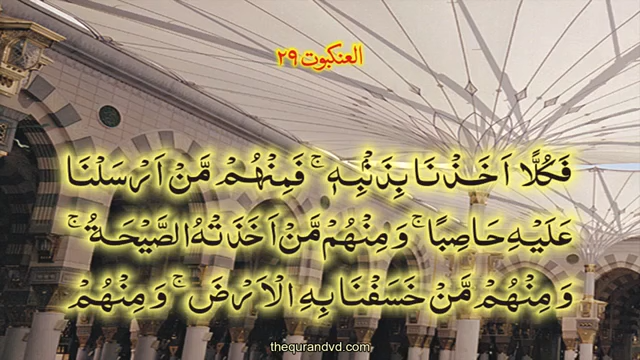 العنكبوت ٢٩
فَكُلًّا اَخَذْنَا بِذَنْۢبِهٖ ۚ فَمِنْهُمْ مَّنْ اَرْسَلْنَا
عَلَيْهِ حَاصِبًا ۚ وَمِنْهُمْ مَّنْ اَخَذَتْهُ الصَّيْحَةُ ۚ
وَمِنْهُمْ مَّنْ خَسَفْنَا بِهِ الْاَرْضَ ۚ وَمِنْهُمْ
thequrandvd.com